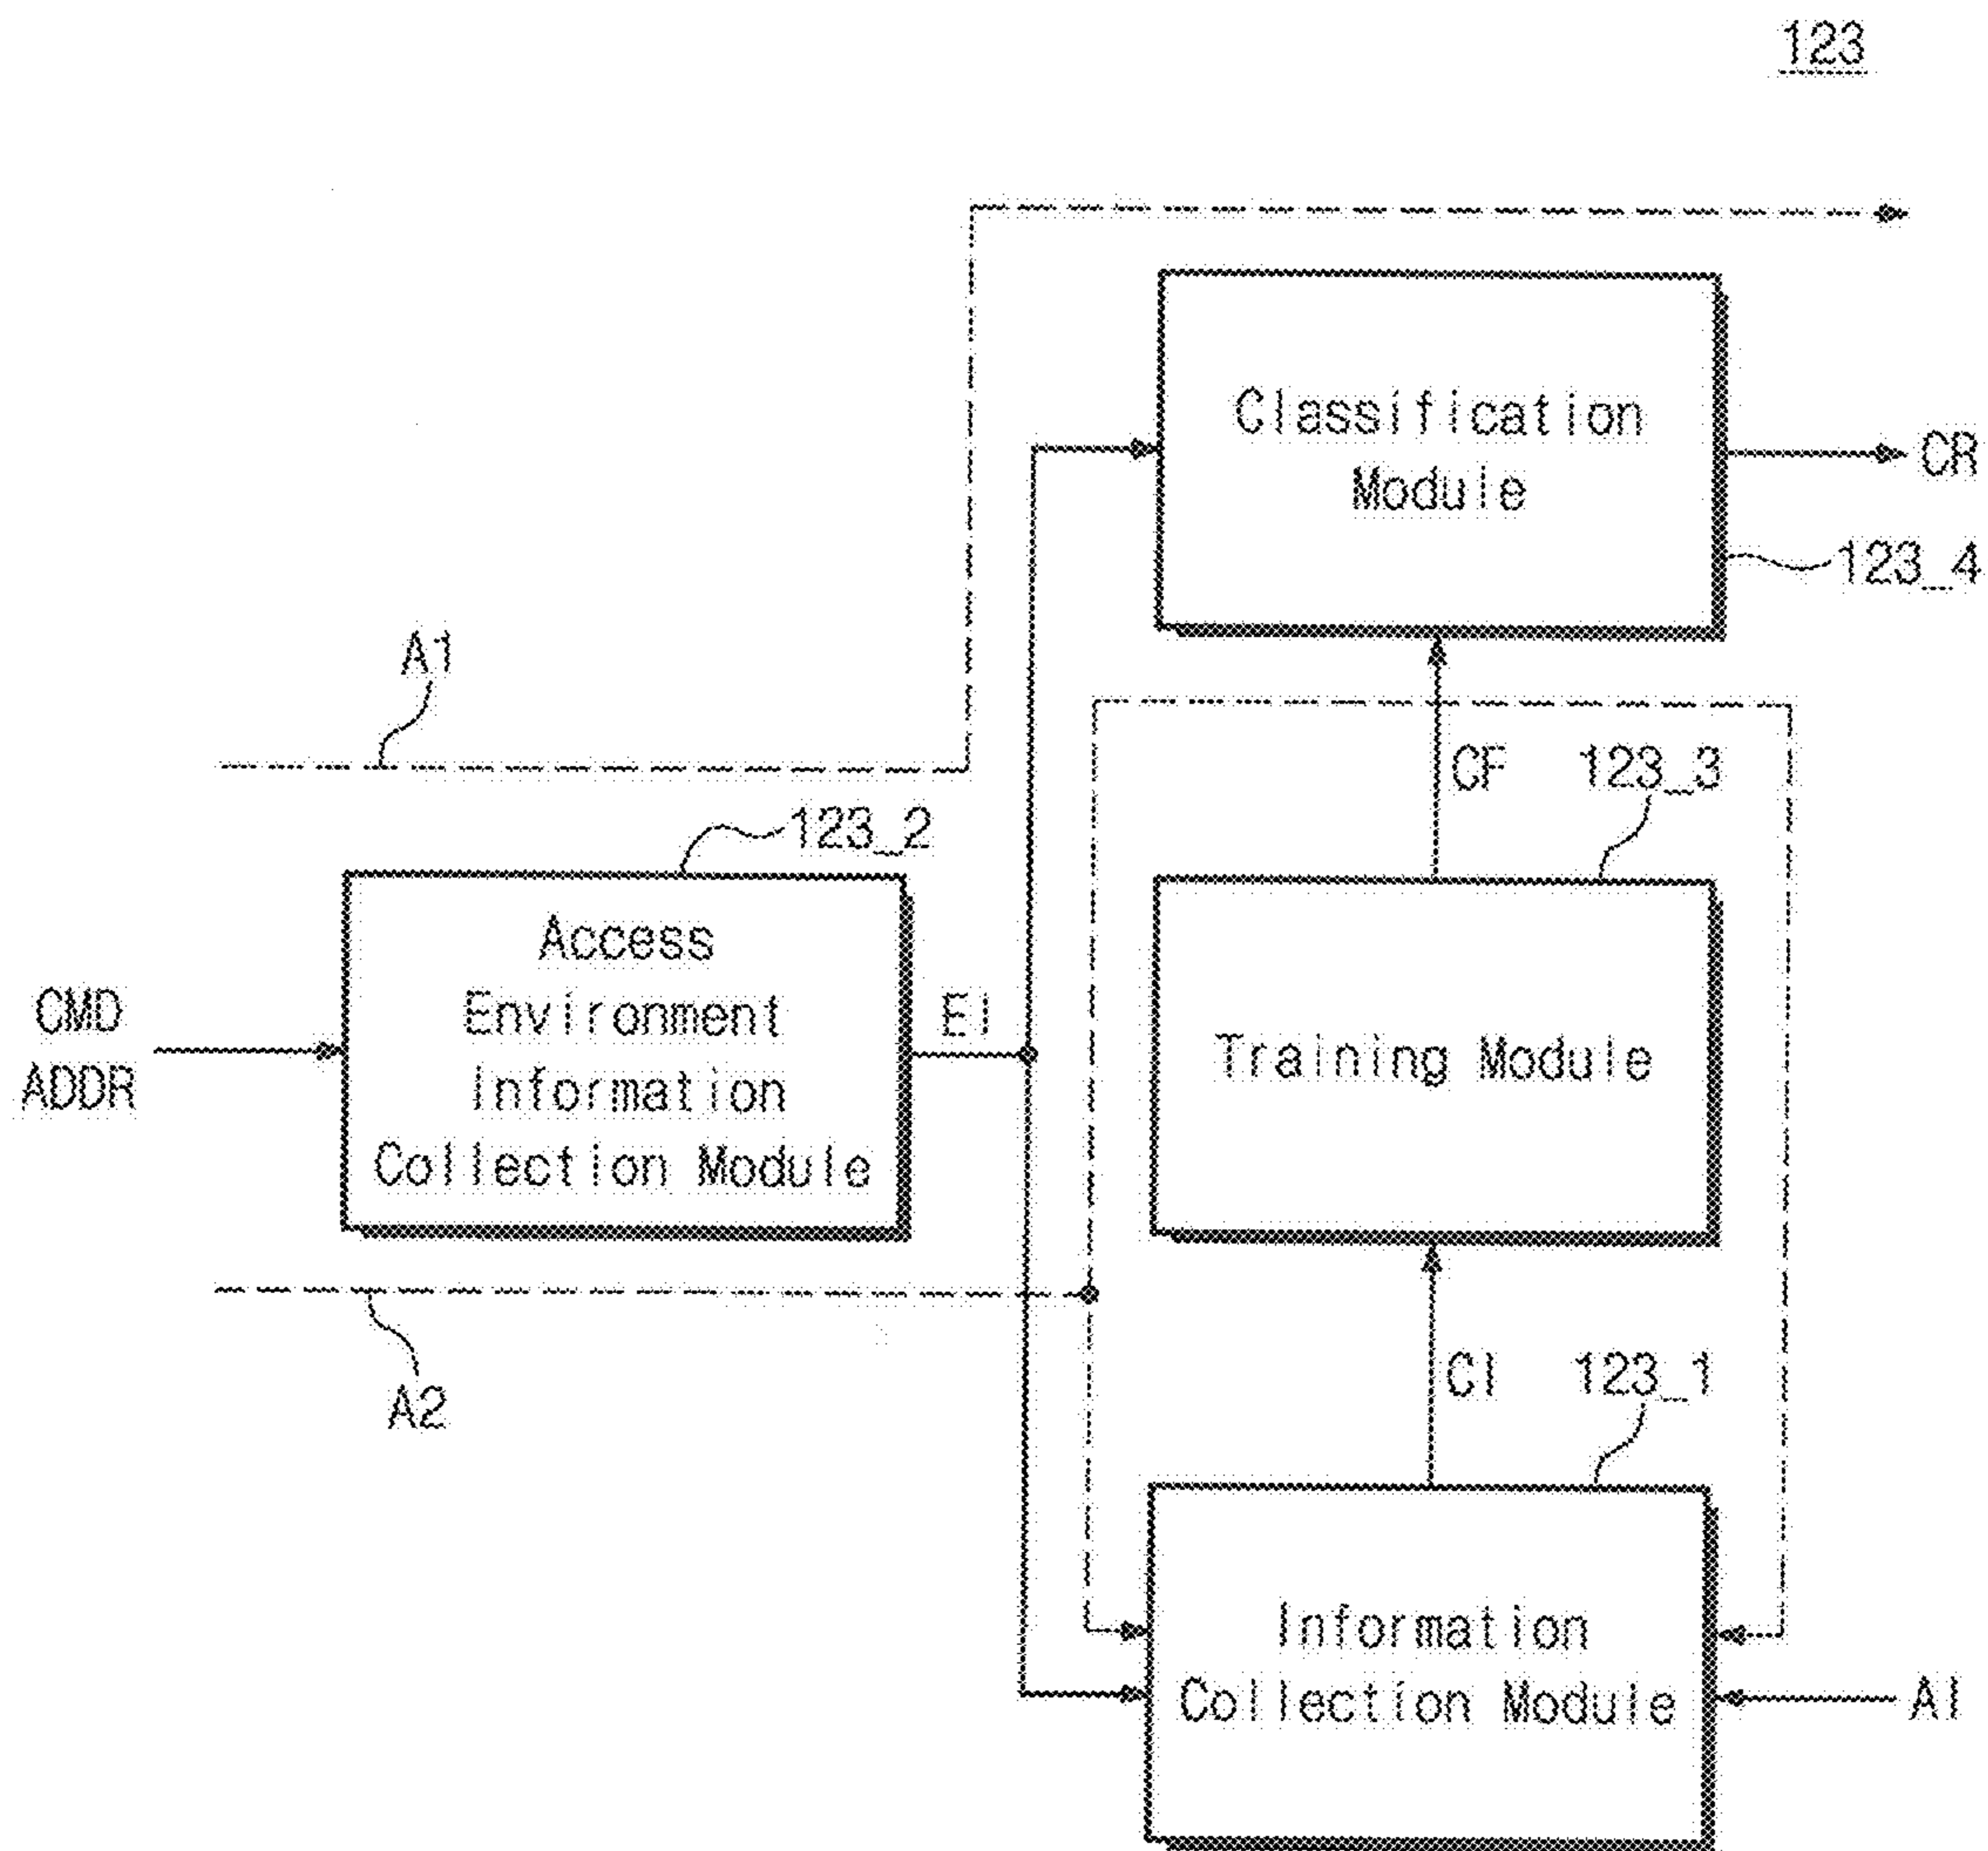 123
Classification
Module
CR
123_4
A1
CF
123_3
123_2
Access
Environment
Information
Collection Module
EI
CMD
ADDR
Training Module
A2
CI
123_1
Information
Collection Module
AI